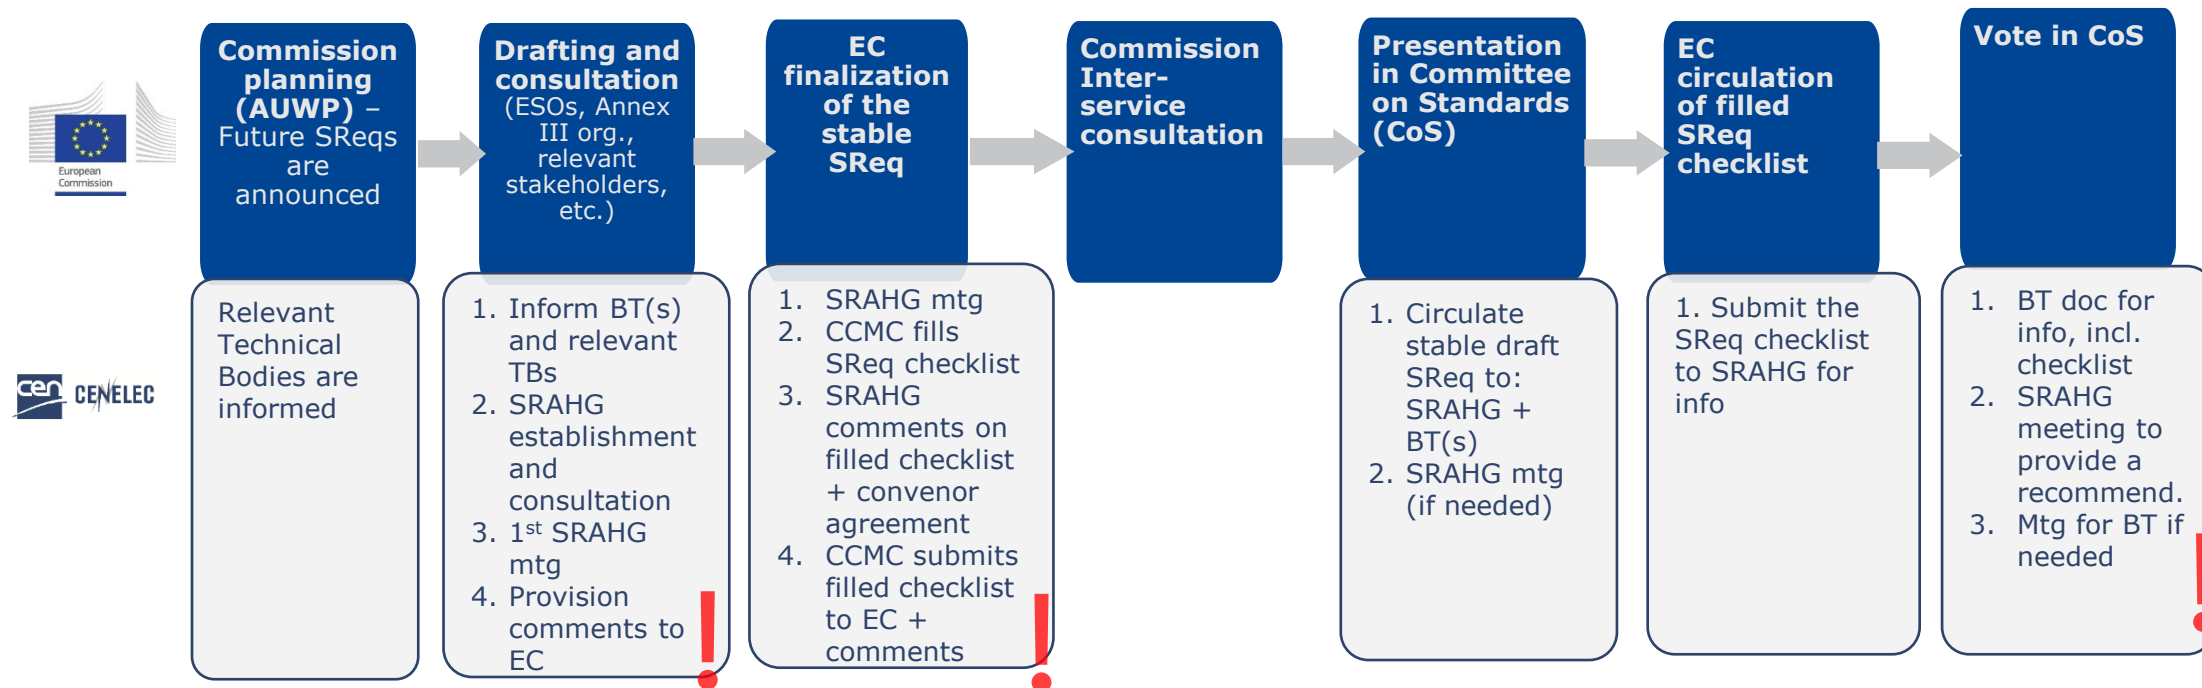 Commission
planning
(AUWP) –
Future SReqs
are
announced
Drafting and
consultation
(ESOs, Annex
III org.,
relevant
stakeholders,
etc.)
EC
finalization
of the
stable
SReq
Commission
Inter-
service
consultation
Presentation
in Committee
on Standards
(CoS)
EC
circulation
of filled
SReq
checklist
Vote in CoS
European
Commission
Relevant
Technical
Bodies are
informed
1. Inform BT(s)
and relevant
TBs
2. SRAHG
establishment
and
consultation
3. 1st SRAHG
mtg
4. Provision
comments to
EC
!
1. SRAHG mtg
2. CCMC fills
SReq checklist
3. SRAHG
comments on
filled checklist
+ convenor
agreement
4. CCMC submits
filled checklist
to EC +
comments
!
1. Circulate
stable draft
SReq to:
SRAHG +
BT(s)
2. SRAHG mtg
(if needed)
1. Submit the
SReq checklist
to SRAHG for
info
1. BT doc for
info, incl.
checklist
2. SRAHG
meeting to
provide a
recommend.
3. Mtg for BT if
needed
!
cen CENELEC